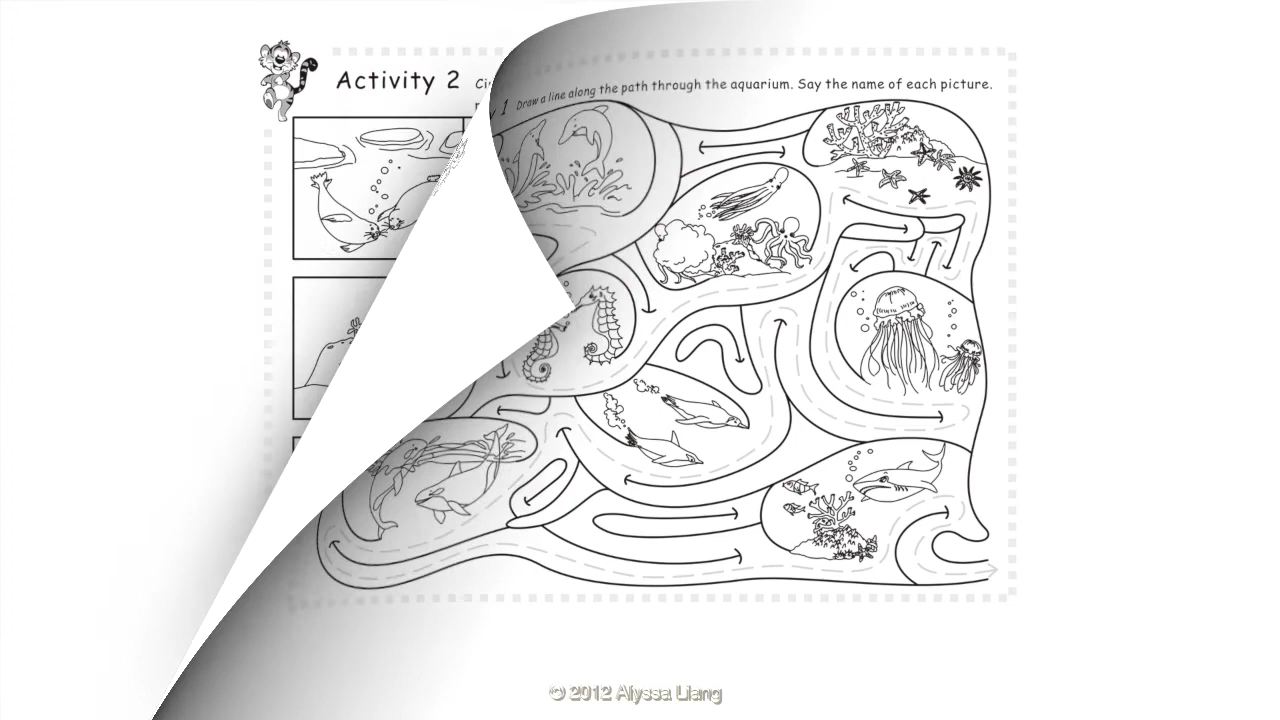 Activity 2
1 Draw a line along the path through the aquarium. Say the name of each picture.
© 2012 Alyssa Liang